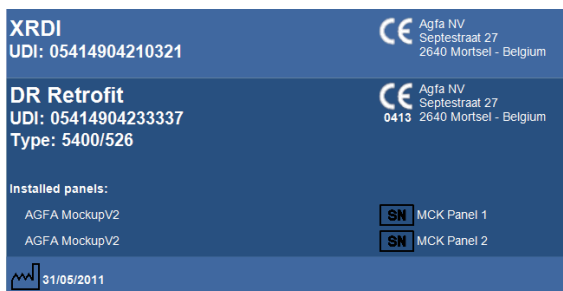 XRDI
UDI: 05414904210321
CE Agfa NV
Septestraat 27
2640 Mortsel - Belgium
DR Retrofit
UDI: 05414904233337
Type: 5400/526
CE Agfa NV
Septestraat 27
0413 2640 Mortsel - Belgium
Installed panels:
AGFA MockupV2 SN MCK Panel 1
AGFA MockupV2 SN MCK Panel 2
31/05/2011